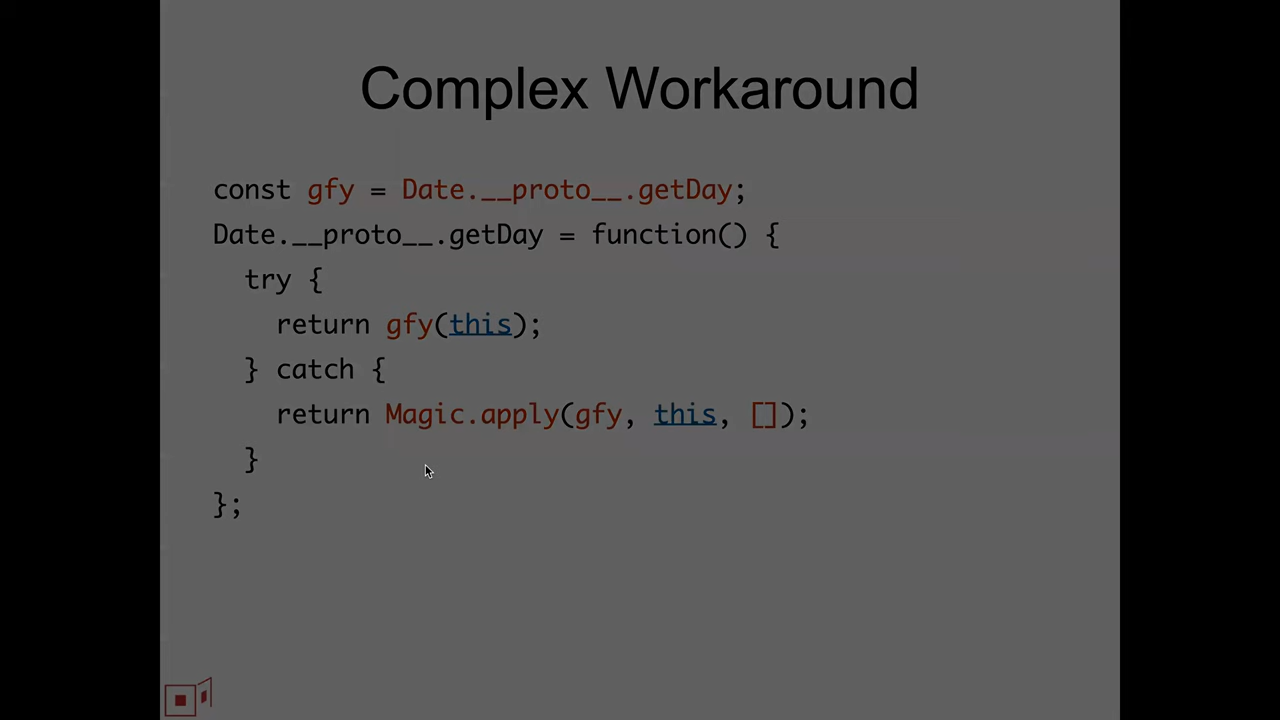 Complex Workaround
const gfy = Date.__proto__.getDay;
Date.__proto__.getDay = function() {
try {
return gfy(this);
} catch {
return Magic.apply(gfy, this, []);
}
};